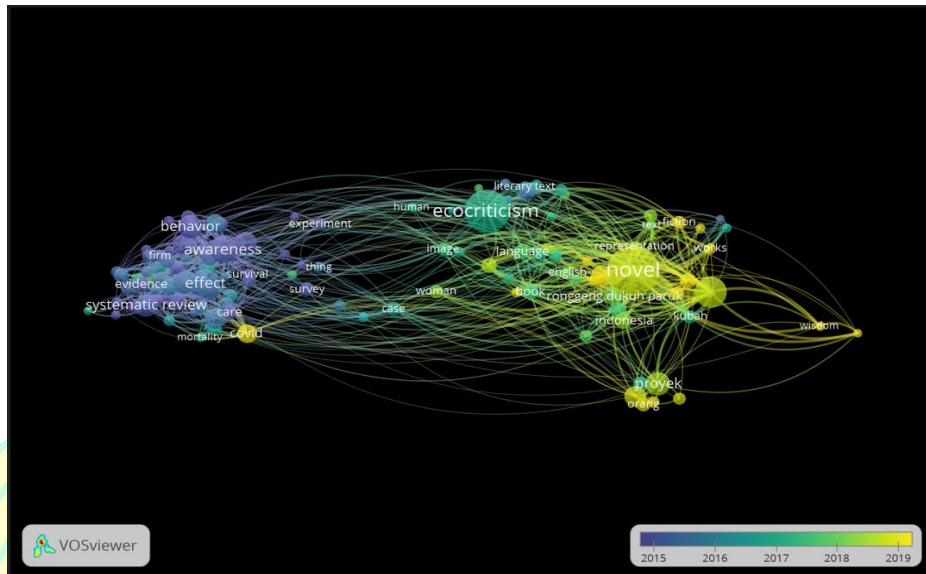 literary text
human
ecocriticism
experiment
behavior
text
fiction
awareness
image
language
representation
works
firm
thing
english
novel
survival
evidence
effect
survey
woman
book
ronggeng dukuh paruk
systematic review
care
case
indonesia
kubah
wisdom
mortality
covid
proyek
orang
VOSviewer
2015 2016 2017 2018 2019